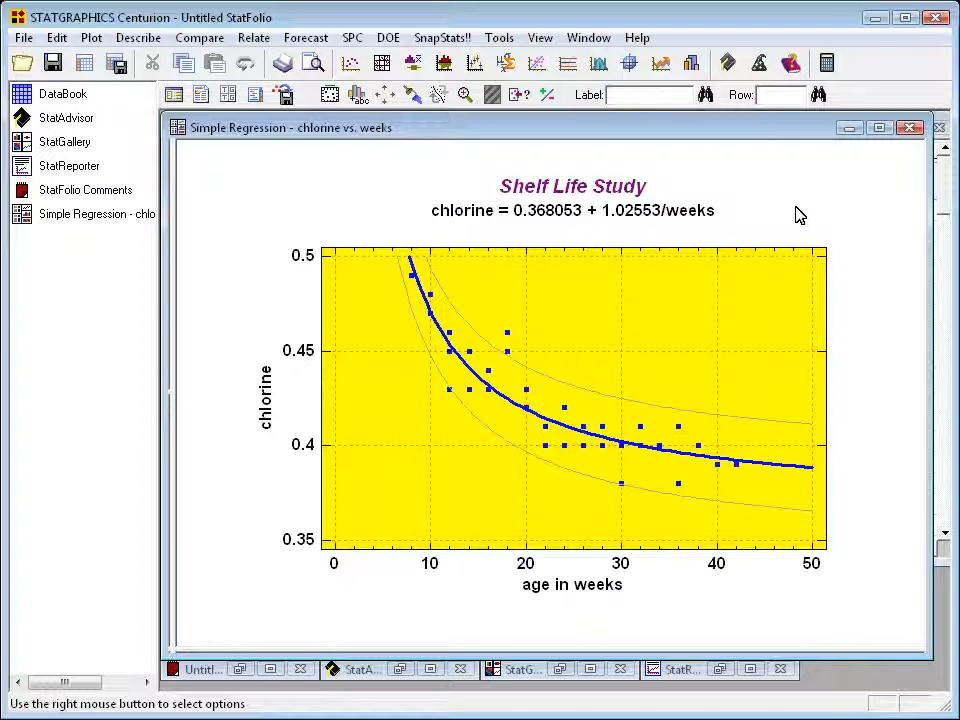 STATGRAPHICS Centurion - Untitled StatFolio
File Edit Plot Describe Compare Relate Forecast SPC DOE SnapStats!! Tools View Window Help
Label: Row:
DataBook
StatAdvisor
StatGallery
StatReporter
StatFolio Comments
Simple Regression - chlo
Simple Regression - chlorine vs. weeks
Shelf Life Study
chlorine = 0.368053 + 1.02553/weeks
0.5
0.45
0.4
0.35
chlorine
0 10 20 30 40 50
age in weeks
Untitl... StatA... StatG... StatR...
Use the right mouse button to select options